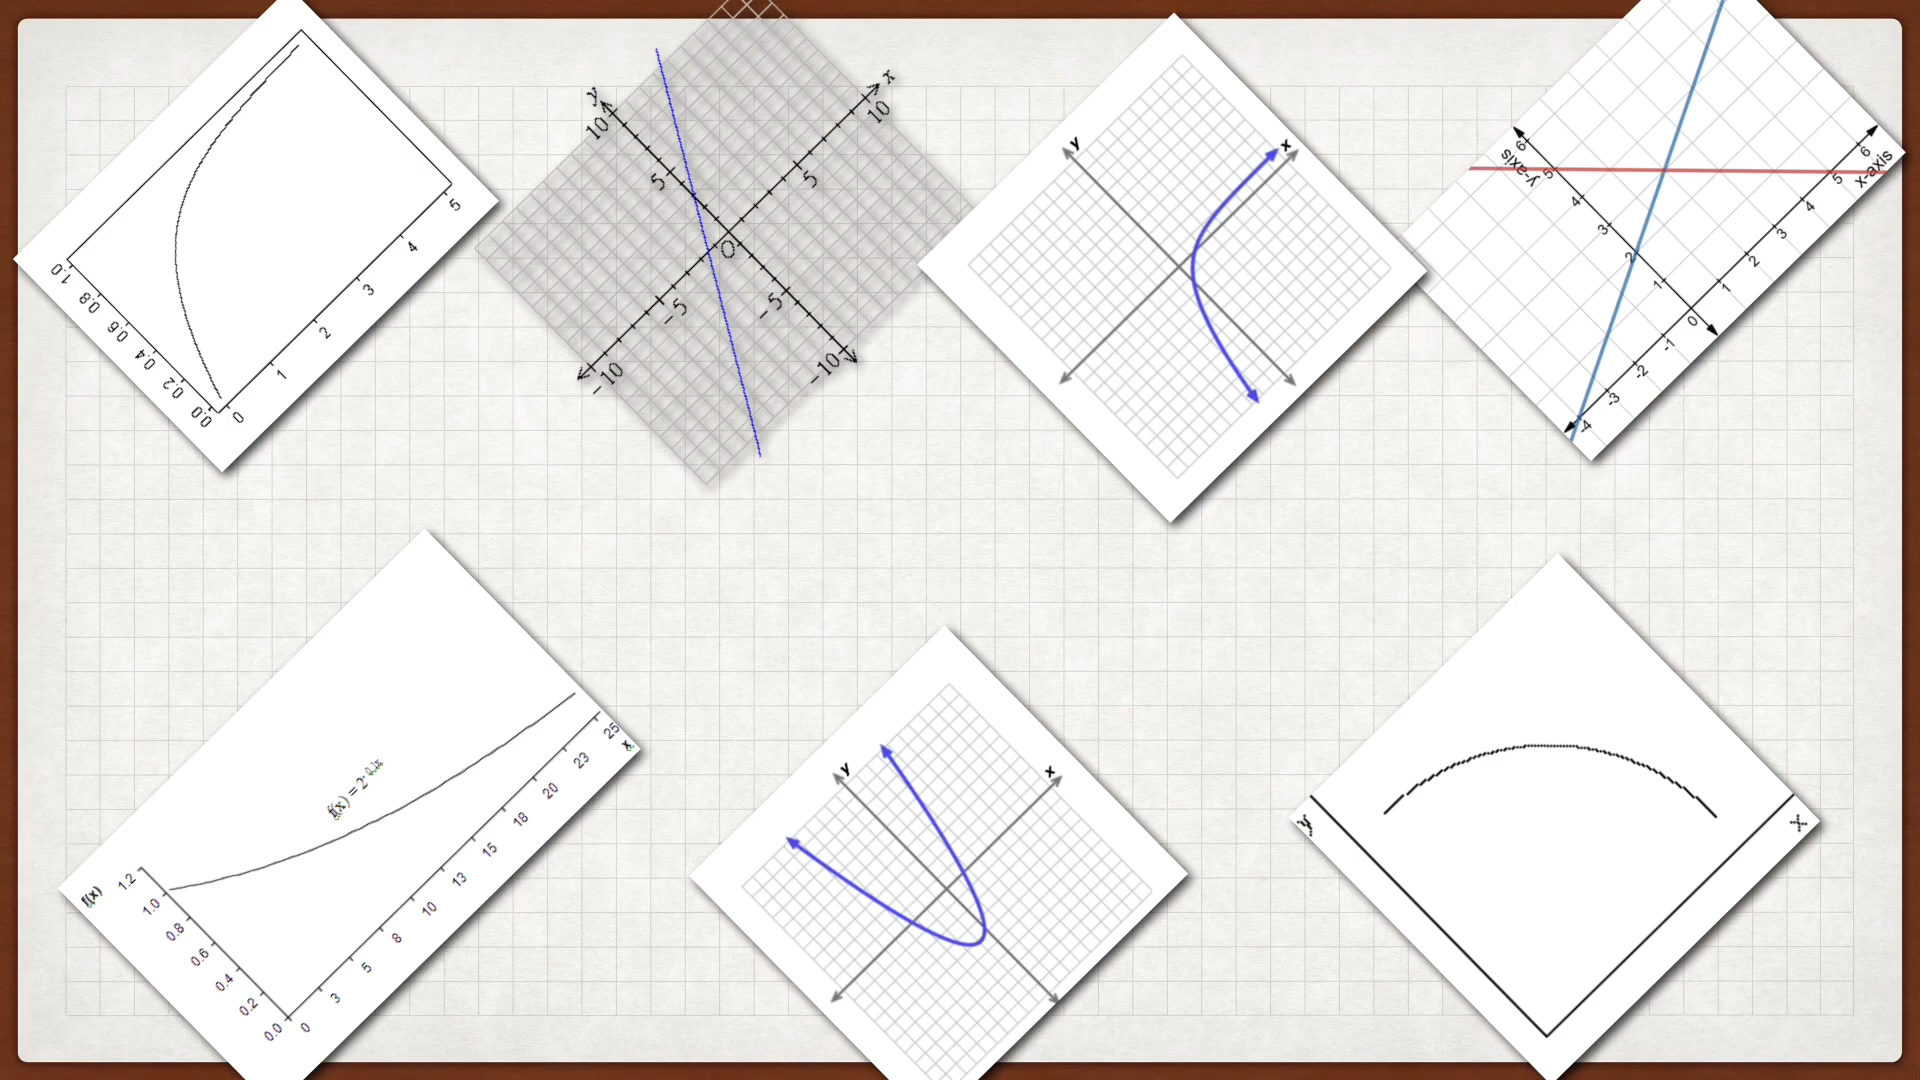 0.0 0.2 0.4 0.6 0.8 1.0
0 1 2 3 4 5
y
10
5
0
−5
−10
x
10
5
−5
−10
y
x
y-axis
6
5
4
3
2
1
0
-1
-2
-3
-4
1
2
3
4
5
6
x-axis
f(x)
1.2
1.0
0.8
0.6
0.4
0.2
0.0
f(x) = 2^0.1x
0 3 5 8 10 13 15 18 20 23 25
x
y
x
y
x